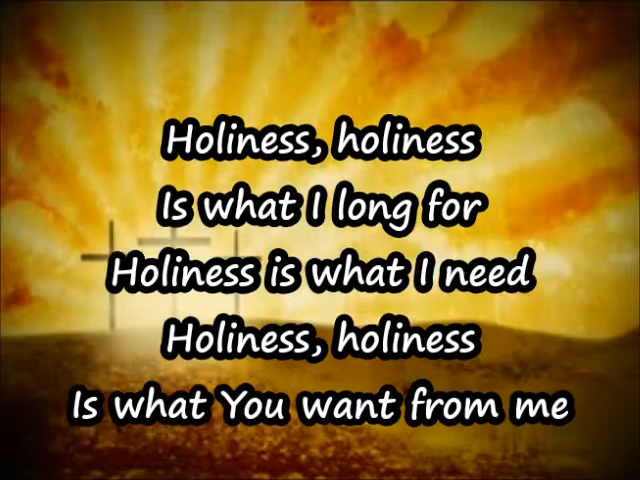 Holiness, holiness
Is what I long for
Holiness is what I need
Holiness, holiness
Is what You want from me